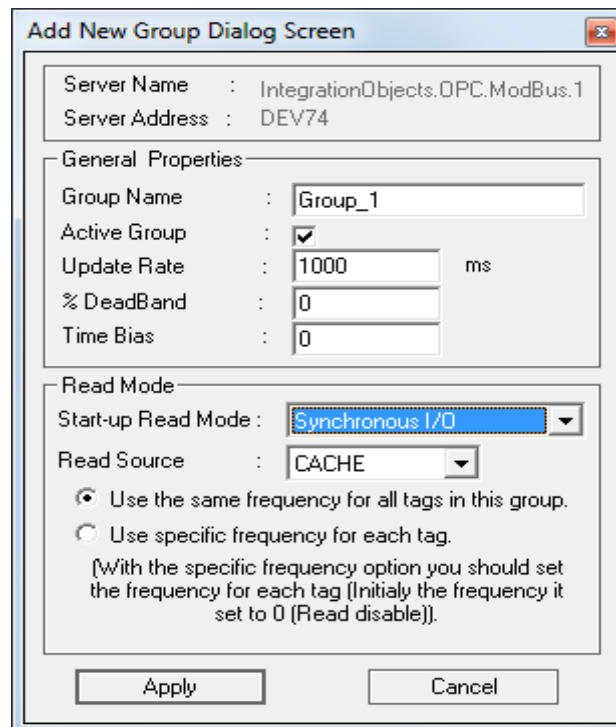 Add New Group Dialog Screen
Server Name : IntegrationObjects.OPC.ModBus.1
Server Address : DEV74
General Properties
Group Name : Group_1
Active Group :
Update Rate : 1000 ms
% DeadBand : 0
Time Bias : 0
Read Mode
Start-up Read Mode : Synchronous I/O
Read Source : CACHE
Use the same frequency for all tags in this group.
Use specific frequency for each tag.
(With the specific frequency option you should set
the frequency for each tag (Initialy the frequency it
set to 0 (Read disable)).
Apply Cancel